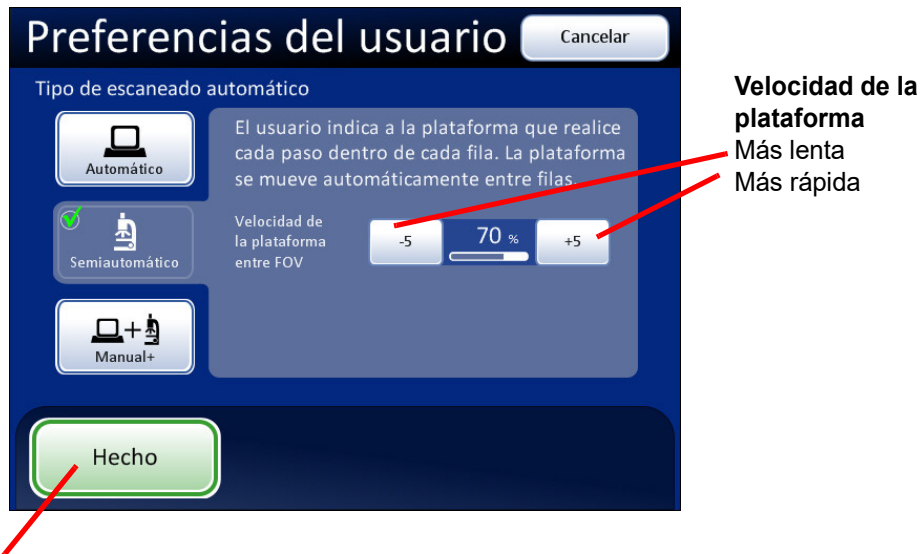 Preferencias del usuario
Cancelar
Tipo de escaneado automático
Automático
Semiautomático
Manual+
El usuario indica a la plataforma que realice
cada paso dentro de cada fila. La plataforma
se mueve automáticamente entre filas.
Velocidad de
la plataforma
entre FOV
-5
70 %
+5
Hecho
Velocidad de la
plataforma
Más lenta
Más rápida